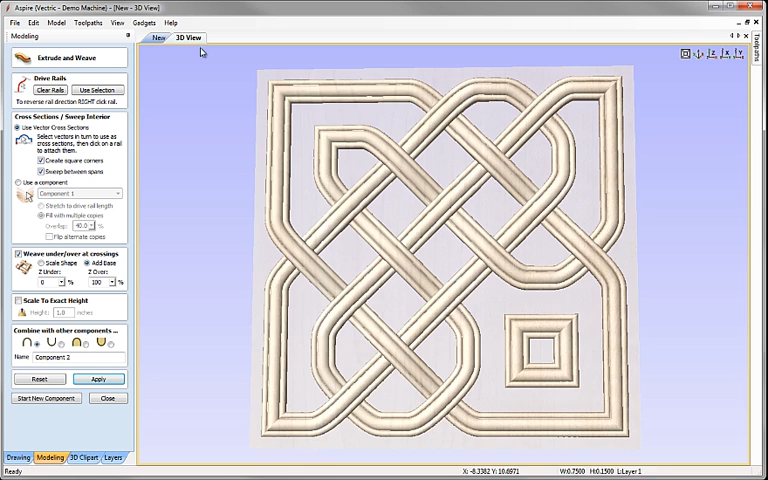 Aspire (Vectric - Demo Machine) - [New - 3D View]
File Edit Model Toolpaths View Gadgets Help
Modeling
New 3D View
Extrude and Weave
Drive Rails
Clear Rails Use Selection
To reverse rail direction RIGHT click rail.
Cross Sections / Sweep Interior
Use Vector Cross Sections
Select vectors in turn to use as
cross sections, then click on a rail
to attach them.
Create square corners
Sweep between spans
Use a component
Component 1
Stretch to drive rail length
Fill with multiple copies
Overlap: 40.0 %
Flip alternate copies
Weave under/over at crossings
Scale Shape Add Base
Z Under: Z Over:
0 % 100 %
Scale To Exact Height
Height: 1.0 inches
Combine with other components ...
Name Component 2
Reset Apply
Start New Component Close
Drawing Modeling 3D Clipart Layers
Ready
X: -8.3382 Y: 10.8971 W:0.7500 H:0.1500 L:Layer 1
Toolpaths